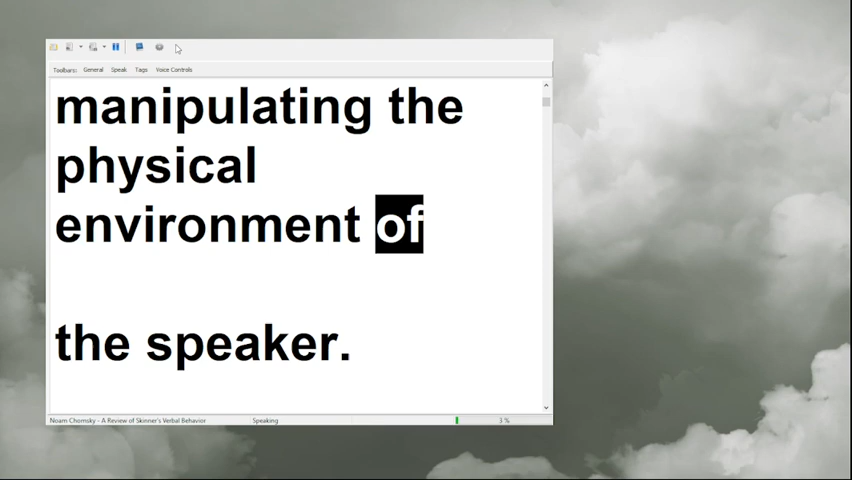 Toolbars: General Speak Tags Voice Controls
manipulating the
physical
environment of
the speaker.
Noam Chomsky - A Review of Skinner's Verbal Behavior Speaking 3 %